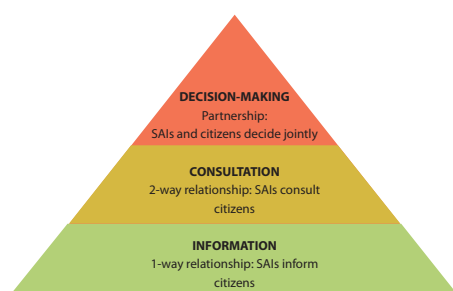 DECISION-MAKING
Partnership:
SAIs and citizens decide jointly
CONSULTATION
2-way relationship: SAIs consult
citizens
INFORMATION
1-way relationship: SAIs inform
citizens